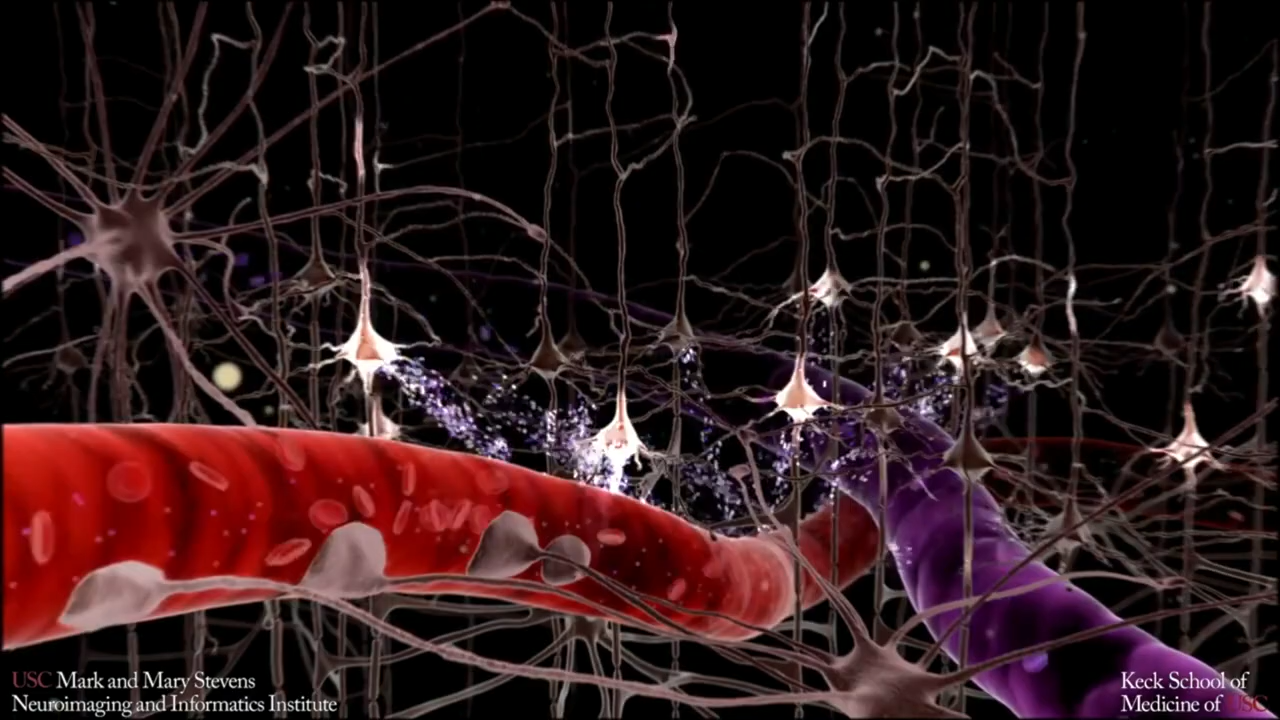 USC Mark and Mary Stevens
Neuroimaging and Informatics Institute
Keck School of
Medicine of USC